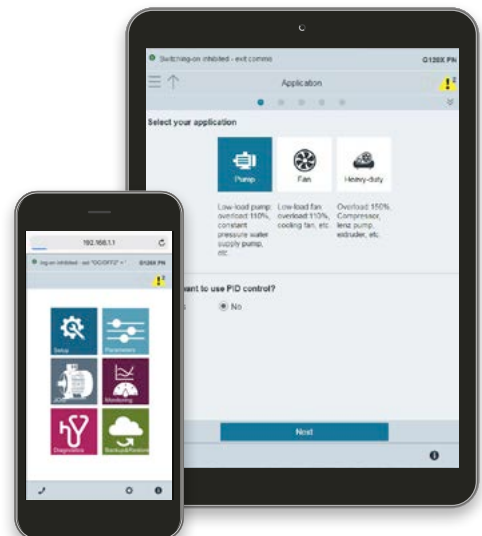 Switching-on inhibited - exit commis
G120X PN
Application
2
Select your application
Pump
Fan
Heavy-duty
Low-load pump: overload:110%,
constant
pressure water
supply pump,
etc.
Low-load fan:
overload:110%,
cooling fan, etc.
Overload:150%,
Compressor,
lenz pump,
extruder, etc.
want to use PID control?
No
Next
192.168.1.1
G120X PN
2
Setup
Parameters
JOG
Monitoring
Diagnostics
Backup&Restore